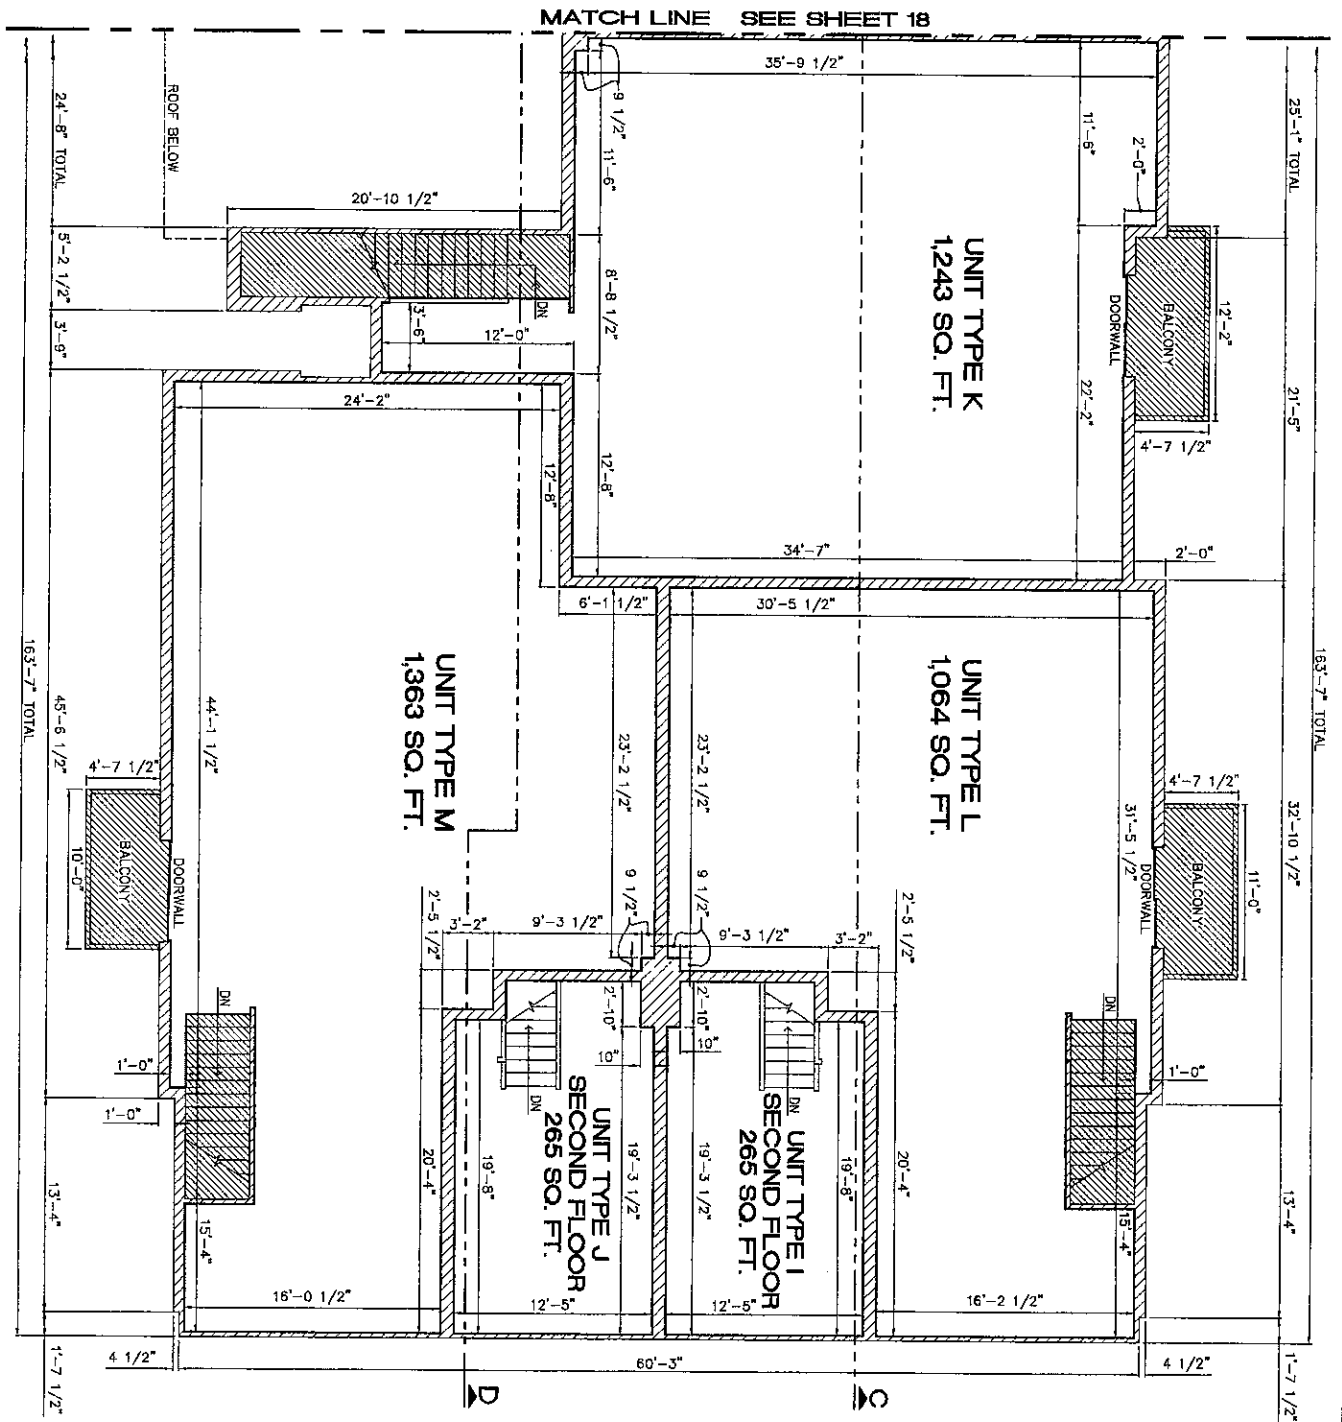 MATCH LINE SEE SHEET 18
35'-9 1/2"
24'-8" TOTAL
ROOF BELOW
9 1/2"
11'-6"
11'-6"
2'-0"
25'-1" TOTAL
20'-10 1/2"
5'-2 1/2"
3'-9"
DN
3'-6"
12'-0"
8'-8 1/2"
UNIT TYPE K
1,243 SQ. FT.
DOORWALL
BALCONY
12'-2"
4'-7 1/2"
21'-5"
22'-2"
24'-2"
12'-8"
12'-8"
34'-7"
2'-0"
6'-1 1/2"
30'-5 1/2"
163'-7" TOTAL
163'-7" TOTAL
45'-6 1/2"
44'-1 1/2"
UNIT TYPE M
1,363 SQ. FT.
23'-2 1/2"
23'-2 1/2"
UNIT TYPE L
1,064 SQ. FT.
31'-5 1/2"
32'-10 1/2"
4'-7 1/2"
BALCONY
10'-0"
DOORWALL
4'-7 1/2"
DOORWALL
BALCONY
11'-0"
2'-5 1/2"
3'-2"
9'-3 1/2"
9 1/2"
9 1/2"
9'-3 1/2"
3'-2"
2'-5 1/2"
DN
DN
2'-10"
2'-10"
10"
10"
DN
DN
1'-0"
1'-0"
1'-0"
UNIT TYPE J
SECOND FLOOR
265 SQ. FT.
UNIT TYPE I
SECOND FLOOR
265 SQ. FT.
20'-4"
19'-8"
19'-3 1/2"
19'-3 1/2"
19'-8"
20'-4"
13'-4"
15'-4"
15'-4"
13'-4"
16'-0 1/2"
12'-5"
12'-5"
16'-2 1/2"
1'-7 1/2"
4 1/2"
60'-3"
4 1/2"
1'-7 1/2"
D
C